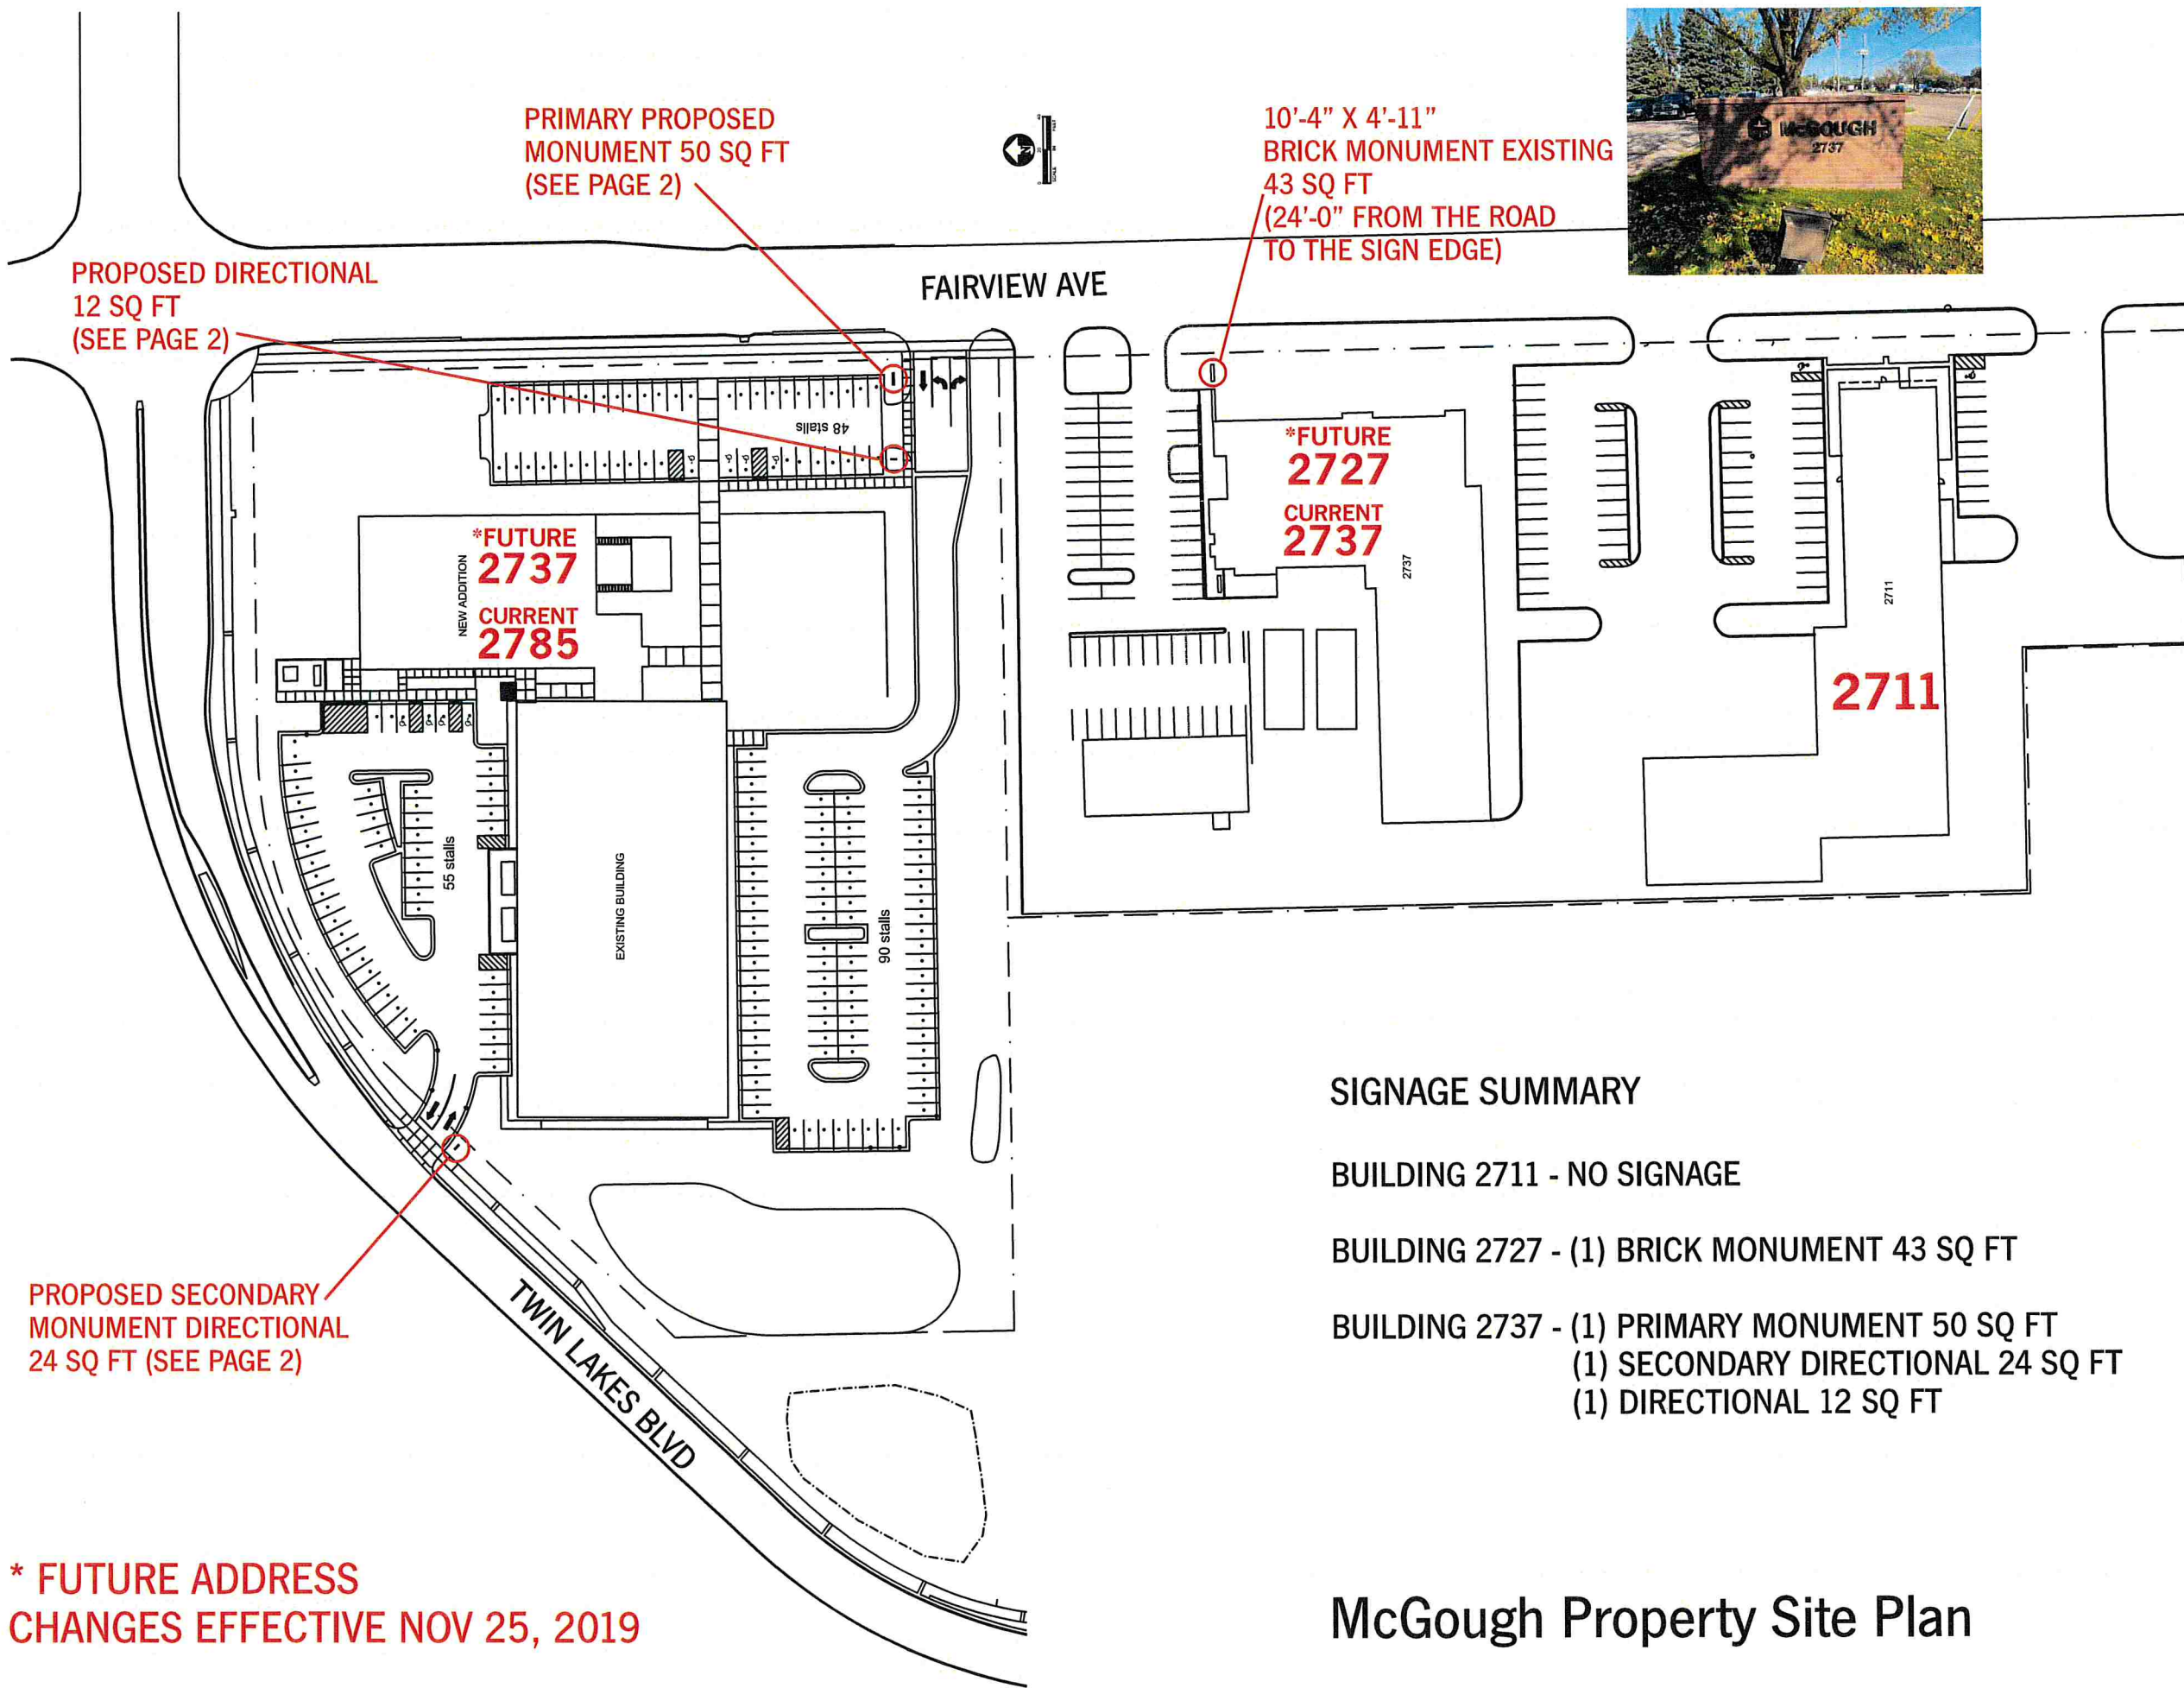 PRIMARY PROPOSED
MONUMENT 50 SQ FT
(SEE PAGE 2)
10'-4" X 4'-11"
BRICK MONUMENT EXISTING
43 SQ FT
(24'-0" FROM THE ROAD
TO THE SIGN EDGE)
McGOUGH
2737
PROPOSED DIRECTIONAL
12 SQ FT
(SEE PAGE 2)
FAIRVIEW AVE
N
48 stalls
*FUTURE
2727
CURRENT
2737
2737
2711
2711
*FUTURE
2737
CURRENT
2785
NEW ADDITION
55 stalls
EXISTING BUILDING
90 stalls
PROPOSED SECONDARY
MONUMENT DIRECTIONAL
24 SQ FT (SEE PAGE 2)
TWIN LAKES BLVD
SIGNAGE SUMMARY
BUILDING 2711 - NO SIGNAGE
BUILDING 2727 - (1) BRICK MONUMENT 43 SQ FT
BUILDING 2737 - (1) PRIMARY MONUMENT 50 SQ FT
(1) SECONDARY DIRECTIONAL 24 SQ FT
(1) DIRECTIONAL 12 SQ FT
* FUTURE ADDRESS
CHANGES EFFECTIVE NOV 25, 2019
McGough Property Site Plan